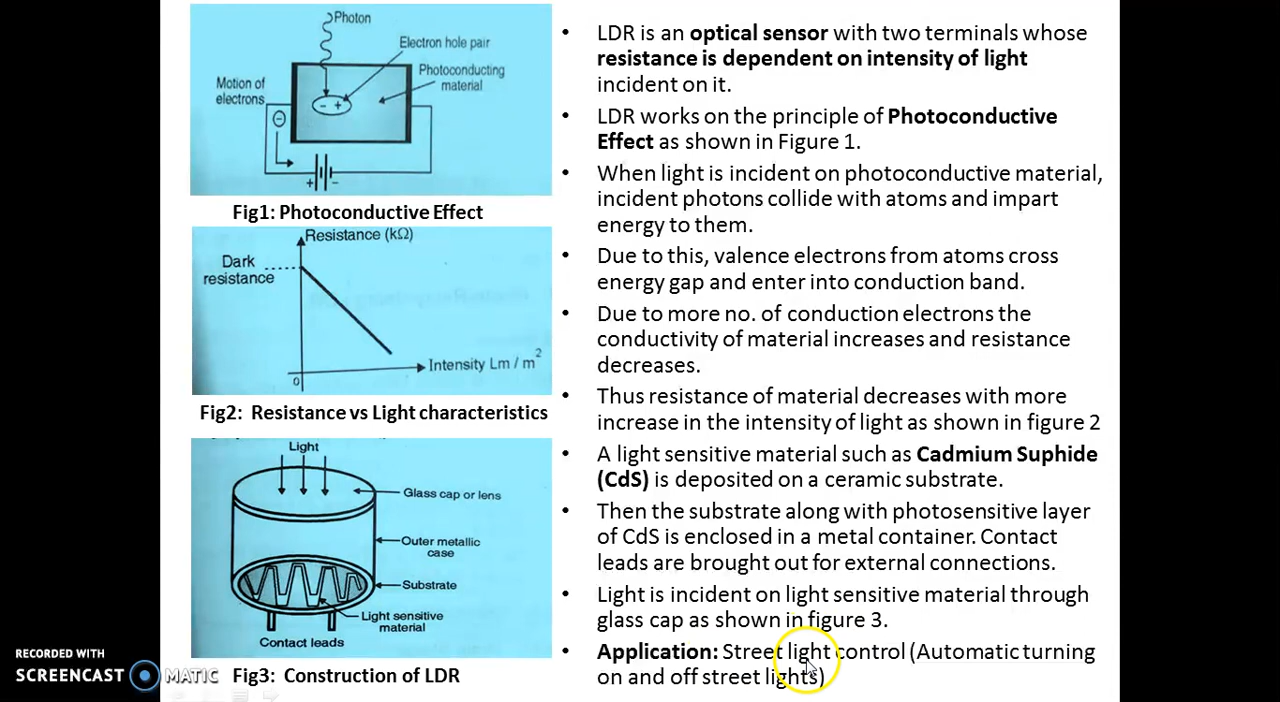 Photon
Electron hole pair
Photoconducting
material
Motion of
electrons
−
− +
+ −
Fig1: Photoconductive Effect
Resistance (kΩ)
Dark
resistance
Intensity Lm / m²
0
Fig2: Resistance vs Light characteristics
Light
Glass cap or lens
Outer metallic
case
Substrate
Light sensitive
material
Contact leads
Fig3: Construction of LDR
• LDR is an optical sensor with two terminals whose
resistance is dependent on intensity of light
incident on it.
• LDR works on the principle of Photoconductive
Effect as shown in Figure 1.
• When light is incident on photoconductive material,
incident photons collide with atoms and impart
energy to them.
• Due to this, valence electrons from atoms cross
energy gap and enter into conduction band.
• Due to more no. of conduction electrons the
conductivity of material increases and resistance
decreases.
• Thus resistance of material decreases with more
increase in the intensity of light as shown in figure 2
• A light sensitive material such as Cadmium Suphide
(CdS) is deposited on a ceramic substrate.
• Then the substrate along with photosensitive layer
of CdS is enclosed in a metal container. Contact
leads are brought out for external connections.
• Light is incident on light sensitive material through
glass cap as shown in figure 3.
• Application: Street light control (Automatic turning
on and off street lights)
RECORDED WITH
SCREENCAST MATIC